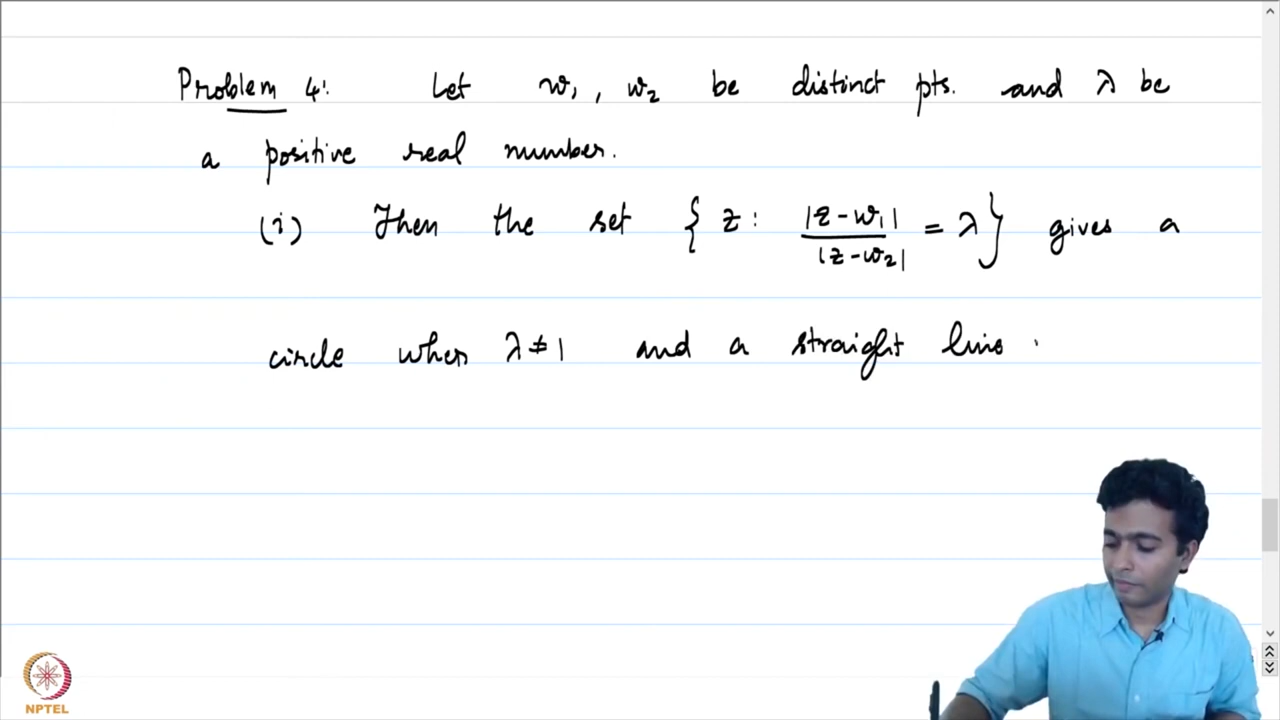 Problem 4: Let w₁, w₂ be distinct pts. and λ be
a positive real number.
(i) Then the set { z : |z-w₁| / |z-w₂| = λ } gives a
circle when λ ≠ 1 and a straight line
NPTEL